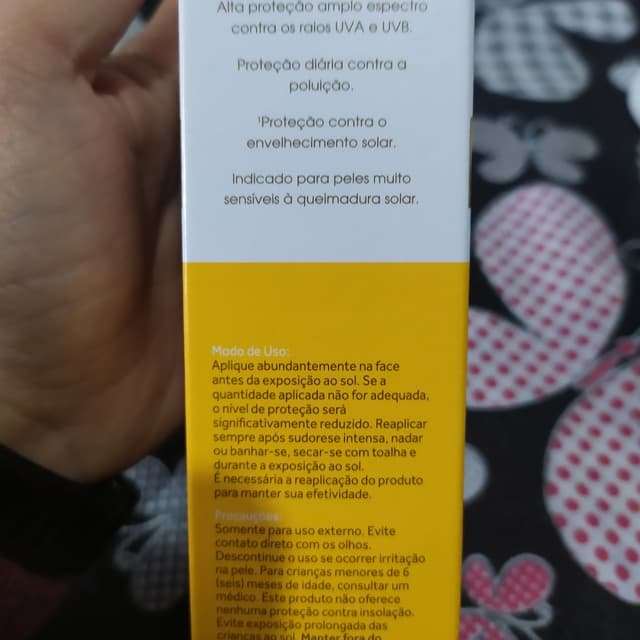 Alta proteção amplo espectro
contra os raios UVA e UVB.
Proteção diária contra a
poluição.
¹Proteção contra o
envelhecimento solar.
Indicado para peles muito
sensíveis à queimadura solar.
Modo de Uso:
Aplique abundantemente na face
antes da exposição ao sol. Se a
quantidade aplicada não for adequada,
o nível de proteção será
significativamente reduzido. Reaplicar
sempre após sudorese intensa, nadar
ou banhar-se, secar-se com toalha e
durante a exposição ao sol.
É necessária a reaplicação do produto
para manter sua efetividade.
Precauções:
Somente para uso externo. Evite
contato direto com os olhos.
Descontinue o uso se ocorrer irritação
na pele. Para crianças menores de 6
(seis) meses de idade, consultar um
médico. Este produto não oferece
nenhuma proteção contra insolação.
Evite exposição prolongada das
crianças ao sol. Manter fora do